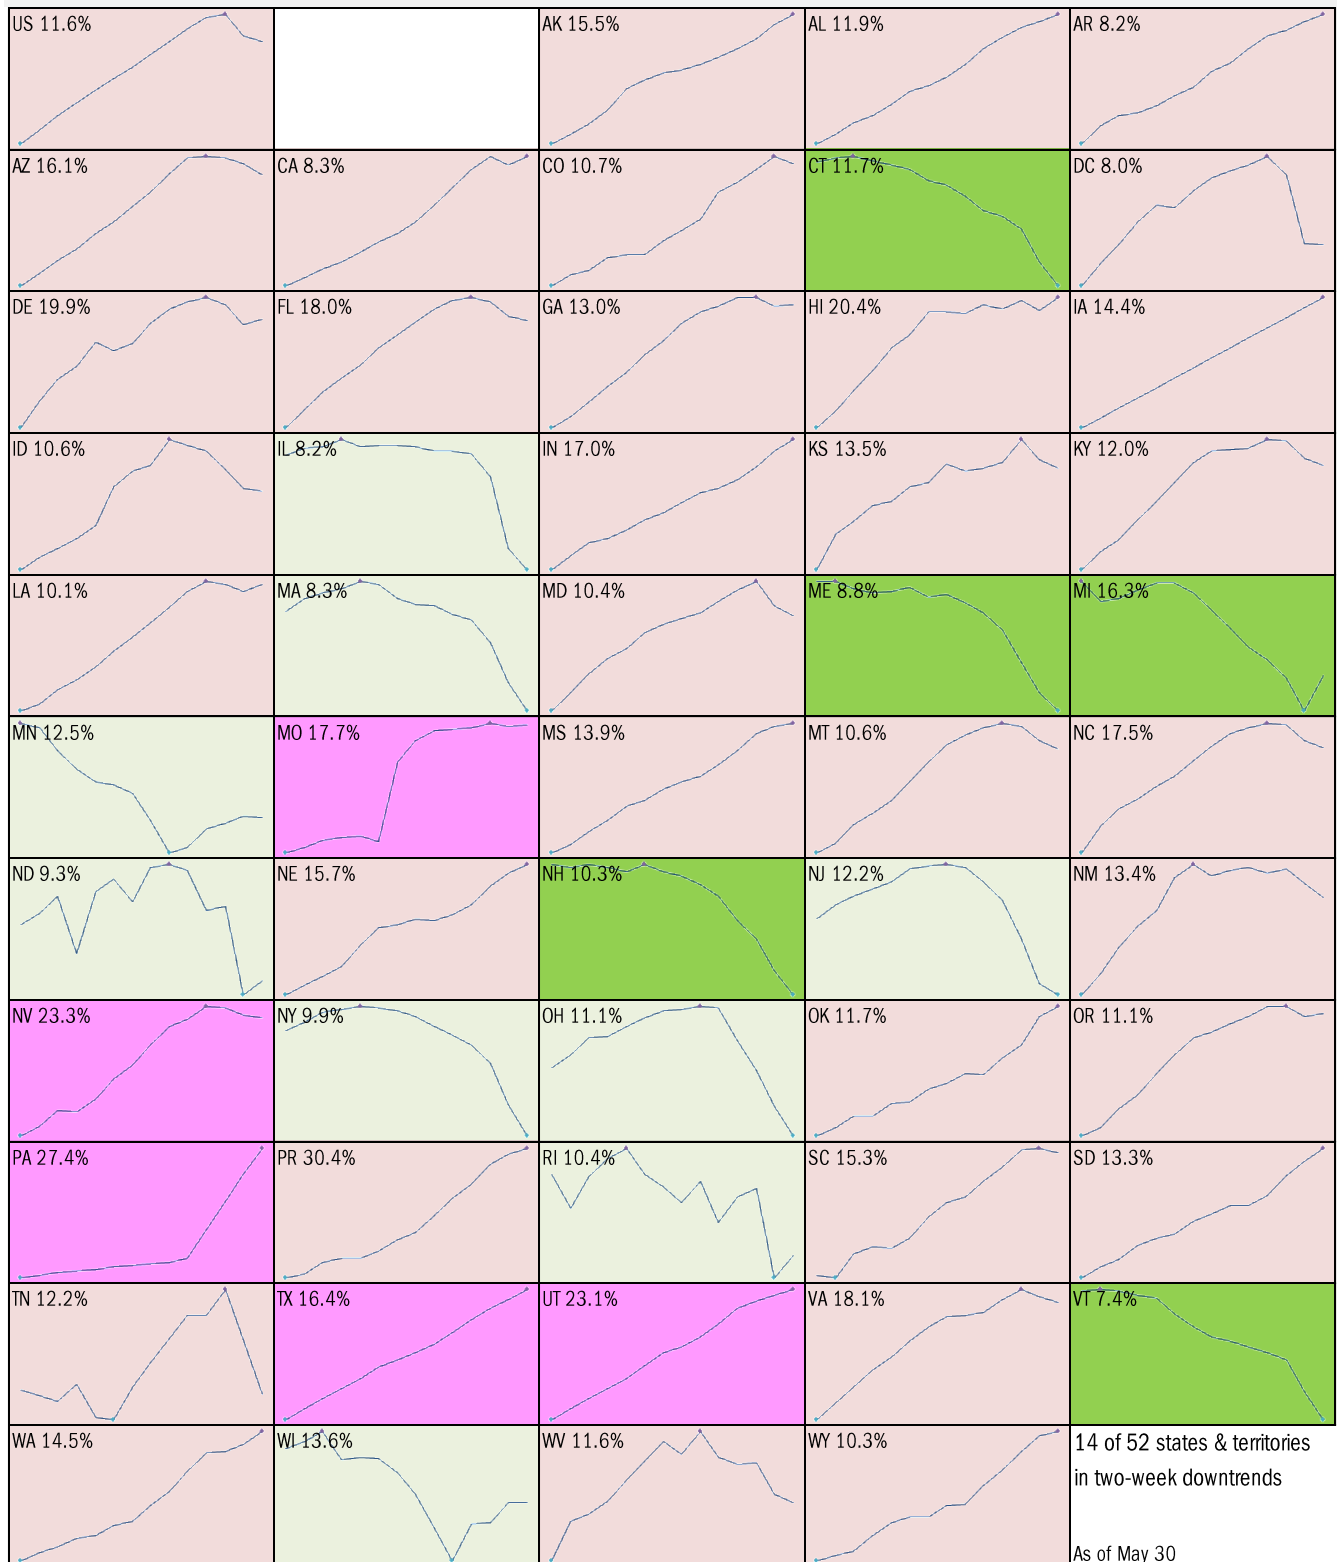 US 11.6%
AK 15.5%
AL 11.9%
AR 8.2%
AZ 16.1%
CA 8.3%
CO 10.7%
CT 11.7%
DC 8.0%
DE 19.9%
FL 18.0%
GA 13.0%
HI 20.4%
IA 14.4%
ID 10.6%
IL 8.2%
IN 17.0%
KS 13.5%
KY 12.0%
LA 10.1%
MA 8.3%
MD 10.4%
ME 8.8%
MI 16.3%
MN 12.5%
MO 17.7%
MS 13.9%
MT 10.6%
NC 17.5%
ND 9.3%
NE 15.7%
NH 10.3%
NJ 12.2%
NM 13.4%
NV 23.3%
NY 9.9%
OH 11.1%
OK 11.7%
OR 11.1%
PA 27.4%
PR 30.4%
RI 10.4%
SC 15.3%
SD 13.3%
TN 12.2%
TX 16.4%
UT 23.1%
VA 18.1%
VT 7.4%
WA 14.5%
WI 13.6%
WV 11.6%
WY 10.3%
14 of 52 states & territories
in two-week downtrends
As of May 30